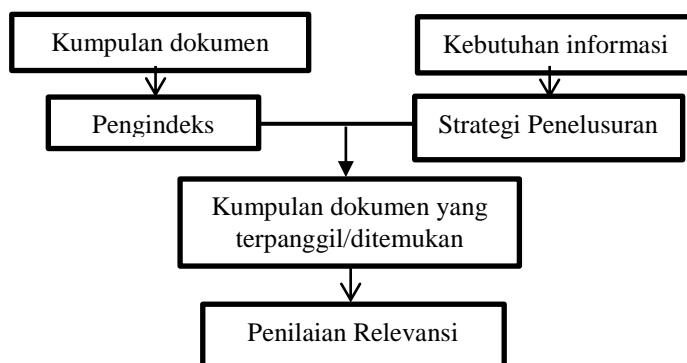 Kumpulan dokumen
Kebutuhan informasi
Pengindeks
Strategi Penelusuran
Kumpulan dokumen yang
terpanggil/ditemukan
Penilaian Relevansi